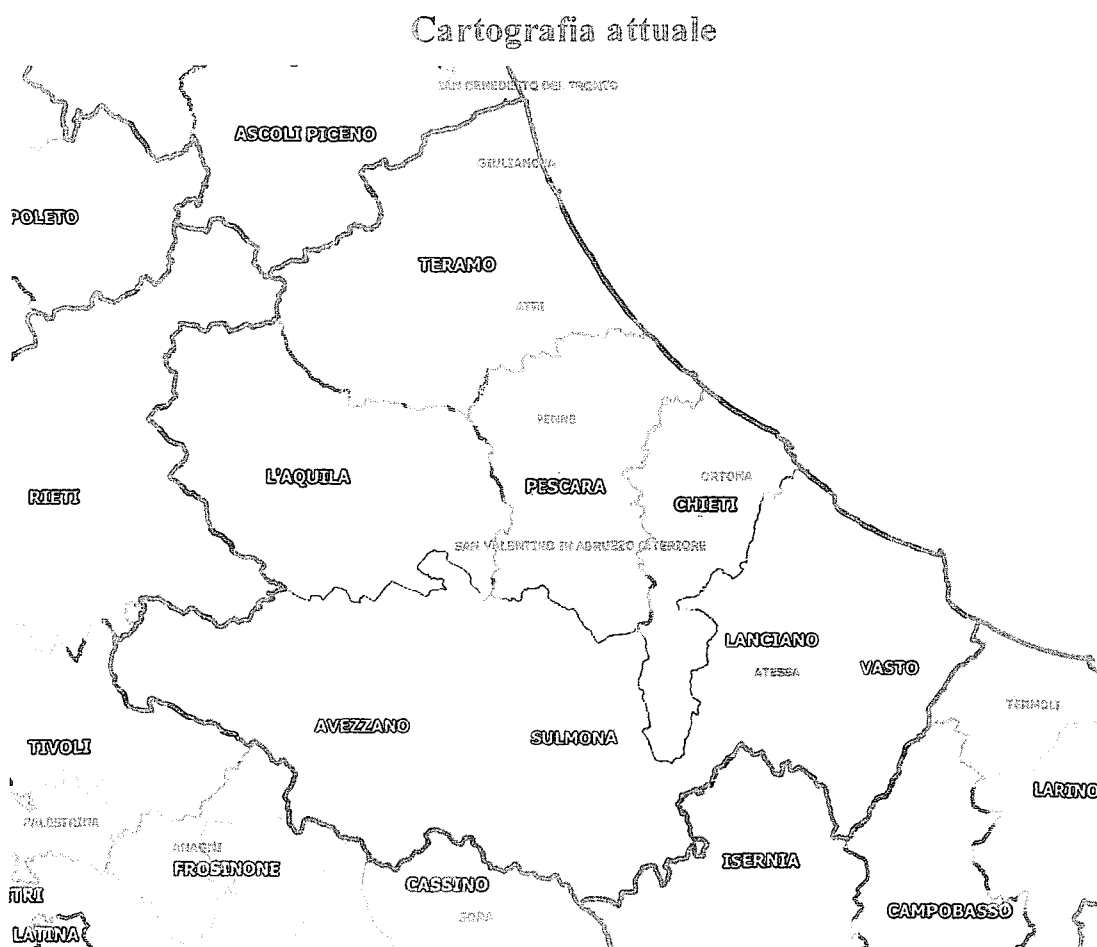 Cartografia attuale
SAN BENEDETTO DEL TRONTO
ASCOLI PICENO
GIULIANOVA
POLETO
TERAMO
ATRI
PENNE
L'AQUILA
PESCARA
ORTONA
RIETI
CHIETI
SAN VALENTINO IN ABRUZZO CITERIORE
LANCIANO
VASTO
ATESSA
TERMOLI
AVEZZANO
SULMONA
TIVOLI
LARINO
PALESTRINA
ANAGNI
ISERNIA
FROSINONE
CASSINO
TRI
SORA
CAMPOBASSO
LATINA